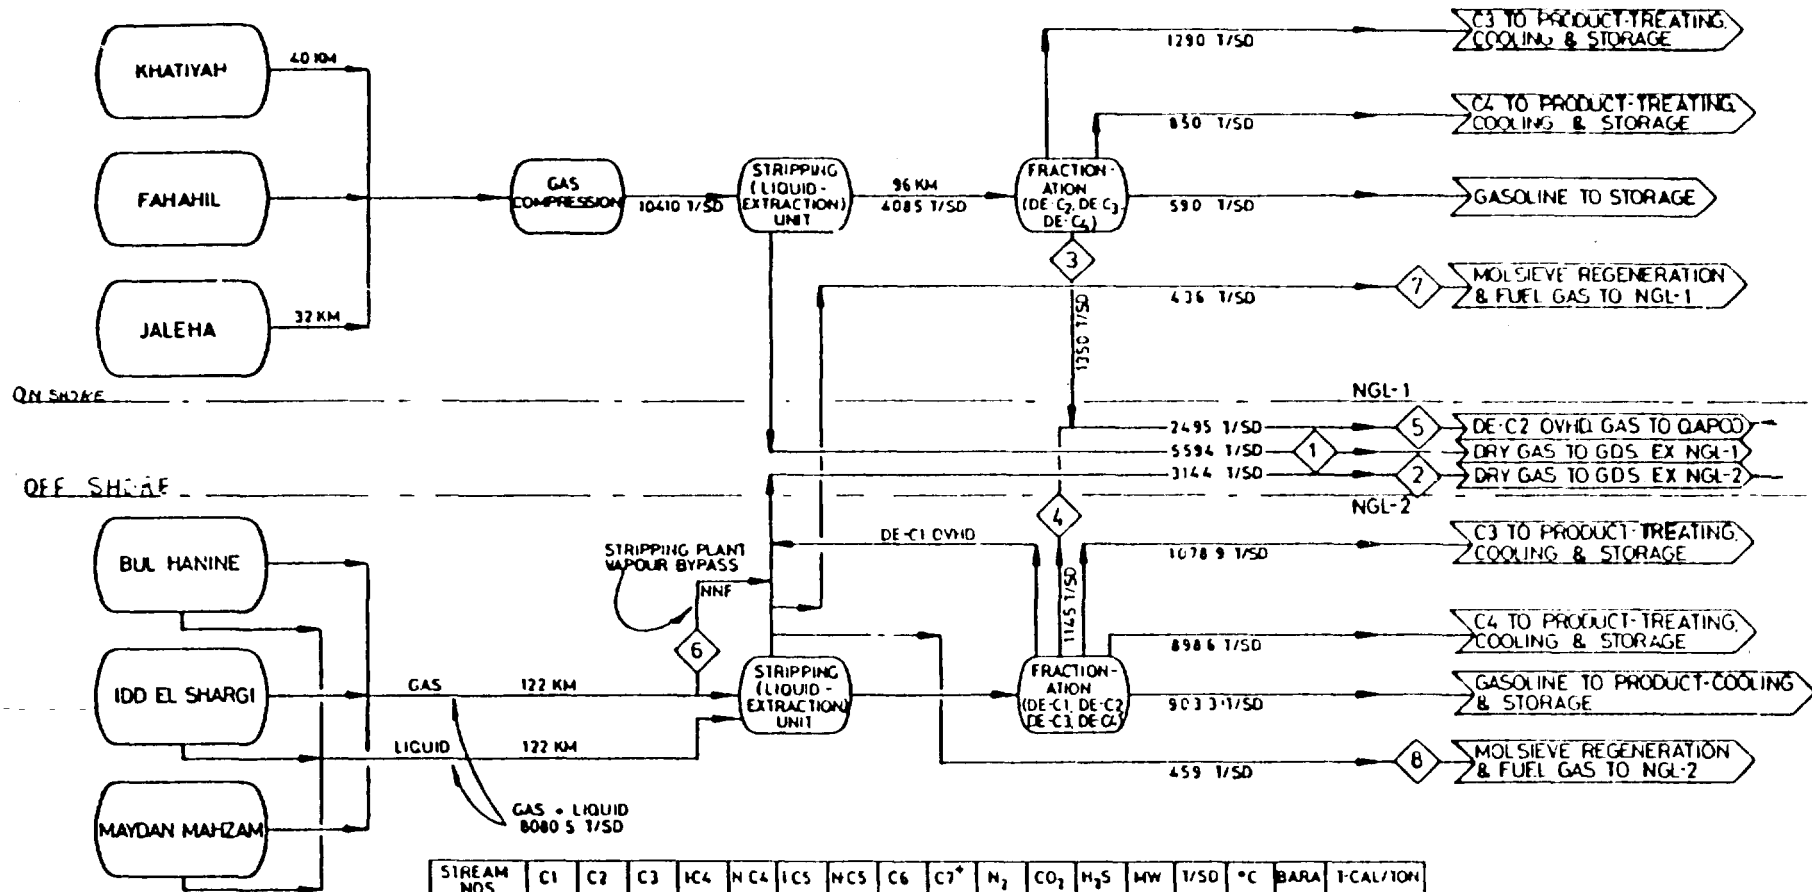 C3 TO PRODUCT-TREATING,
COOLING & STORAGE
1290 T/SD
KHATIYAH
40 KM
C4 TO PRODUCT-TREATING,
COOLING & STORAGE
850 T/SD
FAHAHIL
GAS
COMPRESSION
10410 T/SD
STRIPPING
(LIQUID-
EXTRACTION)
UNIT
96 KM
4085 T/SD
FRACTION-
ATION
(DE-C2, DE-C3,
590 T/SD
GASOLINE TO STORAGE
3
JALEHA
32 KM
436 T/SD
7
MOLSIEVE REGENERATION
& FUEL GAS TO NGL-1
1350 T/SD
ON SHORE
NGL-1
2495 T/SD
5
DE-C2 OVHD. GAS TO QAPCO
5594 T/SD
1
DRY GAS TO GDS. EX NGL-1
3144 T/SD
2
DRY GAS TO GDS. EX NGL-2
OFF SHORE
NGL-2
4
BUL HANINE
STRIPPING PLANT
VAPOUR BYPASS
NNF
DE-C1 OVHD
1078.9 T/SD
C3 TO PRODUCT-TREATING,
COOLING & STORAGE
1145 T/SD
6
898.6 T/SD
C4 TO PRODUCT-TREATING,
COOLING & STORAGE
IDD EL SHARGI
GAS
122 KM
STRIPPING
(LIQUID-
EXTRACTION)
UNIT
FRACTION-
ATION
(DE-C1, DE-C2
DE-C3, DE-C4)
903.3 T/SD
GASOLINE TO PRODUCT-COOLING
& STORAGE
LIQUID
122 KM
459 T/SD
8
MOLSIEVE REGENERATION
& FUEL GAS TO NGL-2
GAS + LIQUID
8080.5 T/SD
MAYDAN MAHZAM
STREAM NOS C1 C2 C3 I-C4 N-C4 I-C5 N-C5 C6 C7+ N2 CO2 H2S MW T/SD °C BARA T-CAL/TON